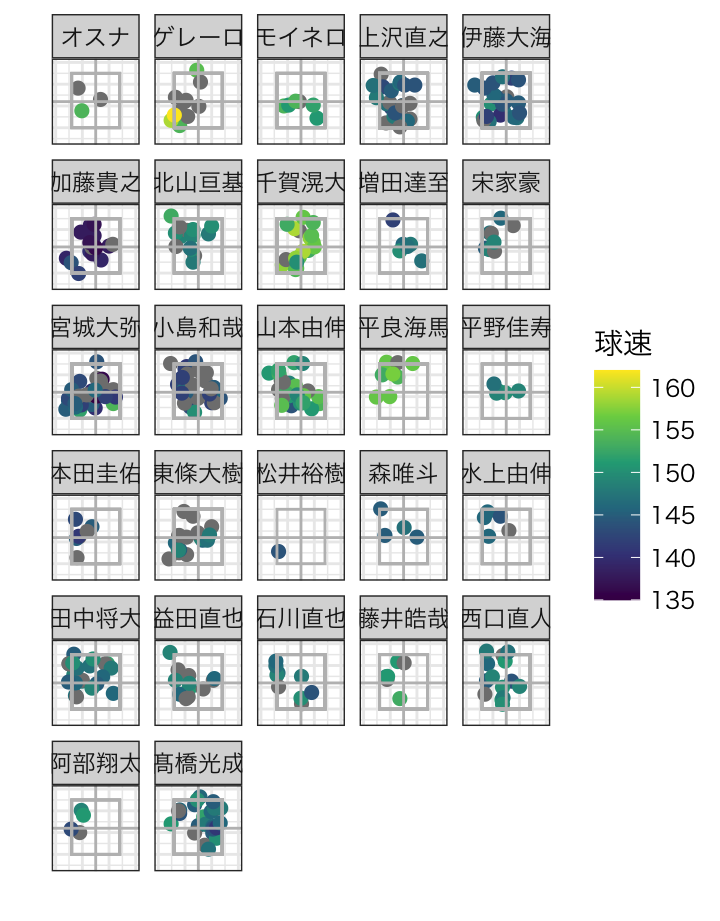 オスナ
ゲレーロ
モイネロ
上沢直之
伊藤大海
加藤貴之
北山亘基
千賀滉大
増田達至
宋家豪
宮城大弥
小島和哉
山本由伸
平良海馬
平野佳寿
本田圭佑
東條大樹
松井裕樹
森唯斗
水上由伸
田中将大
益田直也
石川直也
藤井皓哉
西口直人
阿部翔太
髙橋光成
球速
160
155
150
145
140
135